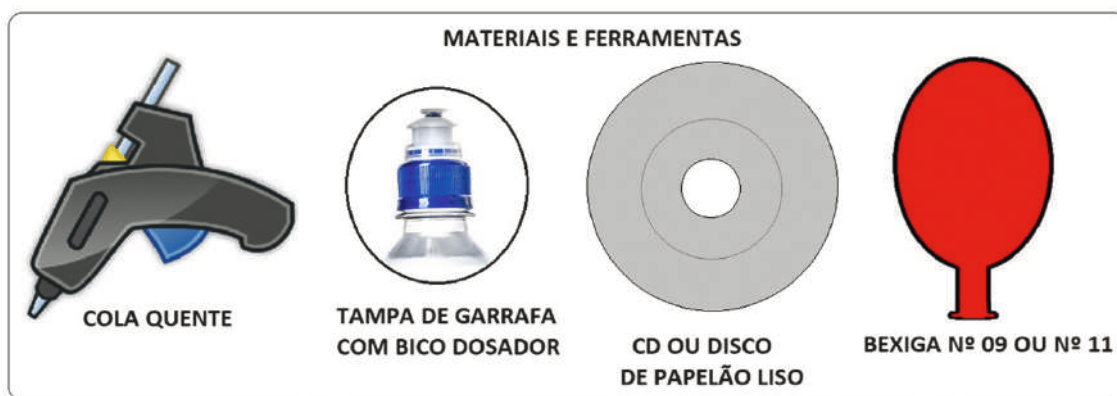 MATERIAIS E FERRAMENTAS
COLA QUENTE
TAMPA DE GARRAFA
COM BICO DOSADOR
CD OU DISCO
DE PAPELÃO LISO
BEXIGA Nº 09 OU Nº 11